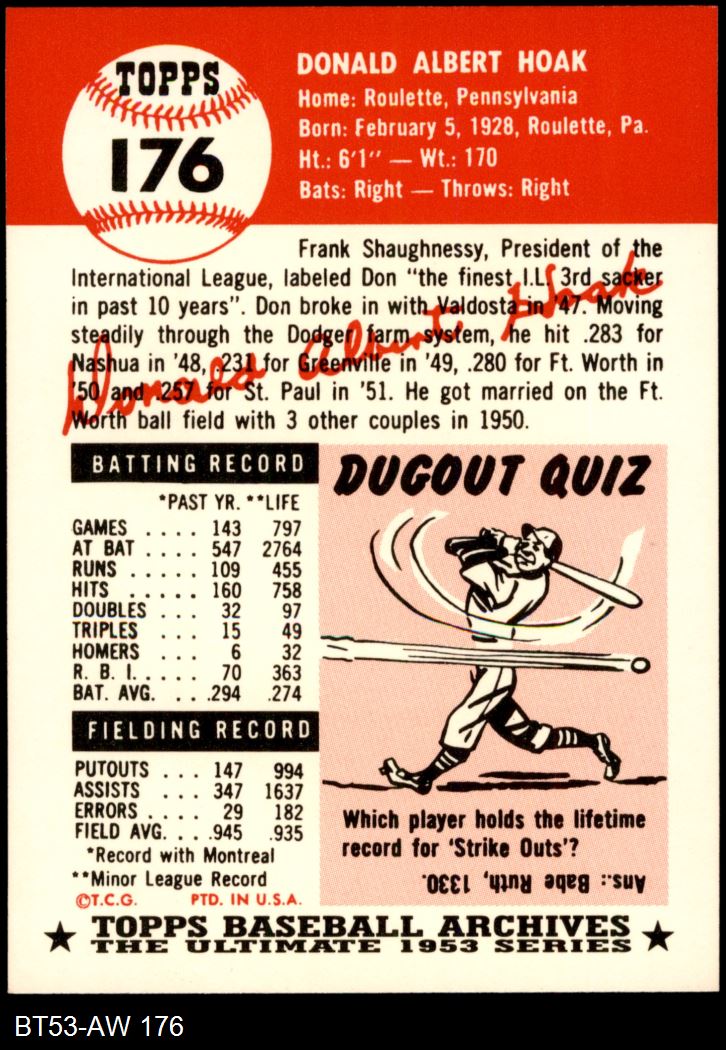 TOPPS
176
DONALD ALBERT HOAK
Home: Roulette, Pennsylvania
Born: February 5, 1928, Roulette, Pa.
Ht.: 6'1" — Wt.: 170
Bats: Right — Throws: Right
Frank Shaughnessy, President of the
International League, labeled Don "the finest I.L. 3rd sacker
in past 10 years". Don broke in with Valdosta in '47. Moving
steadily through the Dodger farm system, he hit .283 for
Nashua in '48, .231 for Greenville in '49, .280 for Ft. Worth in
'50 and .257 for St. Paul in '51. He got married on the Ft.
Worth ball field with 3 other couples in 1950.
Donald Albert Hoak
BATTING RECORD
*PAST YR. **LIFE
GAMES .... 143 797
AT BAT .... 547 2764
RUNS ..... 109 455
HITS ..... 160 758
DOUBLES .. 32 97
TRIPLES ... 15 49
HOMERS ... 6 32
R. B. I. .... 70 363
BAT. AVG. ... .294 .274
FIELDING RECORD
PUTOUTS ... 147 994
ASSISTS ... 347 1637
ERRORS .... 29 182
FIELD AVG. ... .945 .935
*Record with Montreal
**Minor League Record
©T.C.G. PTD. IN U.S.A.
DUGOUT QUIZ
Which player holds the lifetime
record for 'Strike Outs'?
Ans.: Babe Ruth, 1330.
TOPPS BASEBALL ARCHIVES
THE ULTIMATE 1953 SERIES
BT53-AW 176